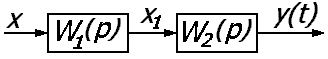 x W₁(p) x₁ W₂(p) y(t)